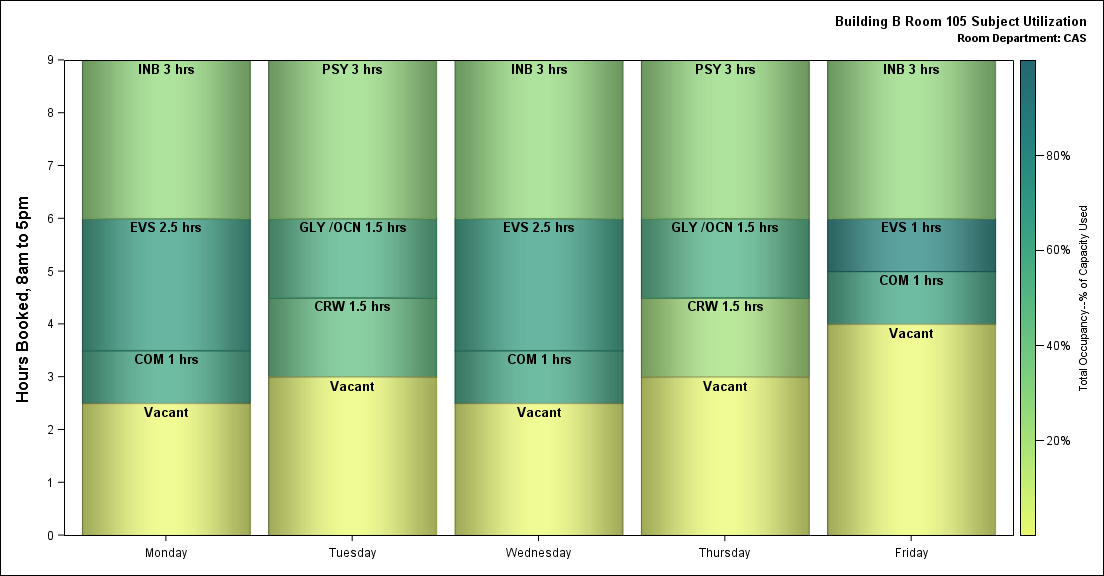 Building B Room 105 Subject Utilization
Room Department: CAS
Hours Booked, 8am to 5pm
9
8
7
6
5
4
3
2
1
0
INB 3 hrs
EVS 2.5 hrs
COM 1 hrs
Vacant
PSY 3 hrs
GLY /OCN 1.5 hrs
CRW 1.5 hrs
Vacant
INB 3 hrs
EVS 2.5 hrs
COM 1 hrs
Vacant
PSY 3 hrs
GLY /OCN 1.5 hrs
CRW 1.5 hrs
Vacant
INB 3 hrs
EVS 1 hrs
COM 1 hrs
Vacant
Monday
Tuesday
Wednesday
Thursday
Friday
80%
60%
40%
20%
Total Occupancy--% of Capacity Used